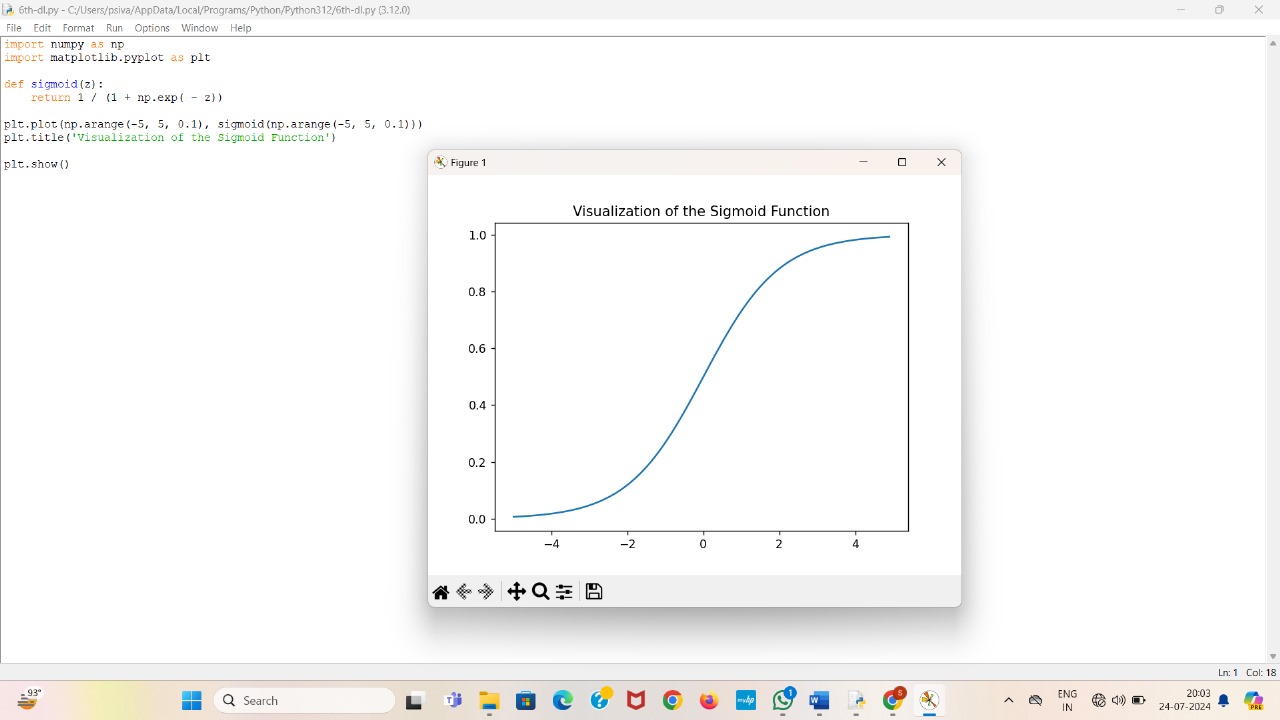 6th-dl.py - C:/Users/psiva/AppData/Local/Programs/Python/Python312/6th-dl.py (3.12.0)
File Edit Format Run Options Window Help
import numpy as np
import matplotlib.pyplot as plt
def sigmoid(z):
    return 1 / (1 + np.exp( - z))
plt.plot(np.arange(-5, 5, 0.1), sigmoid(np.arange(-5, 5, 0.1)))
plt.title('Visualization of the Sigmoid Function')
plt.show()
Figure 1
Visualization of the Sigmoid Function
1.0
0.8
0.6
0.4
0.2
0.0
−4 −2 0 2 4
Ln: 1 Col: 18
93°
Search
1
S
ENG
IN
20:03
24-07-2024
PRE